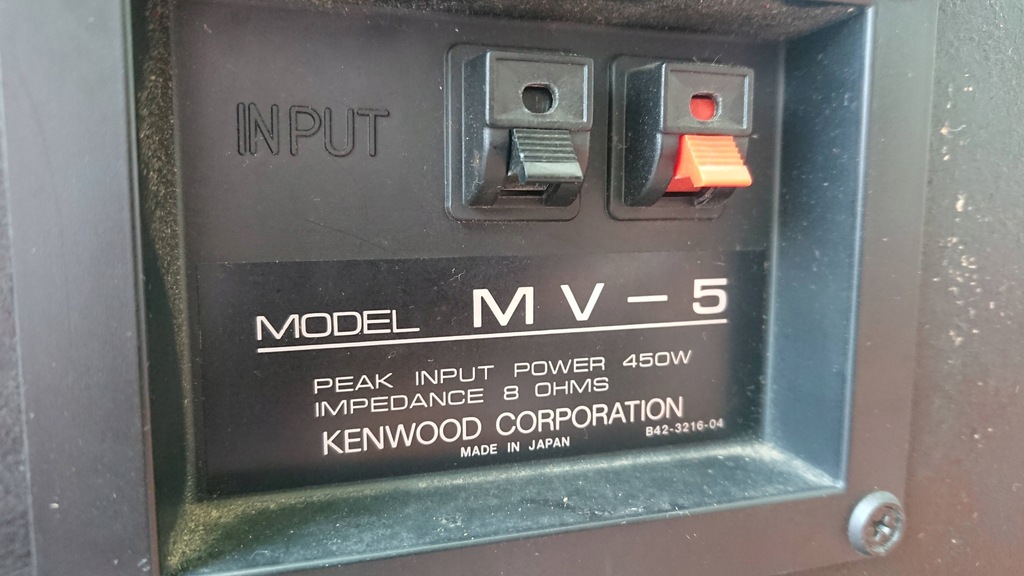 INPUT
MODEL MV-5
PEAK INPUT POWER 450W
IMPEDANCE 8 OHMS
KENWOOD CORPORATION
MADE IN JAPAN B42-3216-04